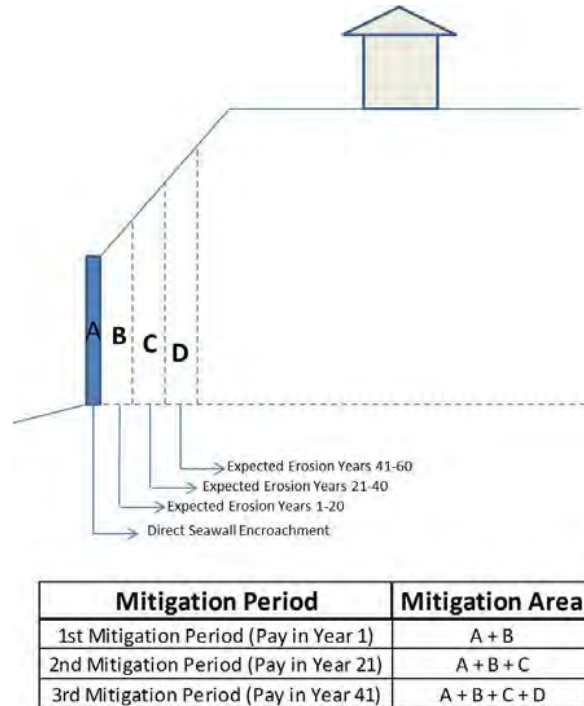 A
B
C
D
Expected Erosion Years 41-60
Expected Erosion Years 21-40
Expected Erosion Years 1-20
Direct Seawall Encroachment
Mitigation Period Mitigation Area
1st Mitigation Period (Pay in Year 1) A + B
2nd Mitigation Period (Pay in Year 21) A + B + C
3rd Mitigation Period (Pay in Year 41) A + B + C + D